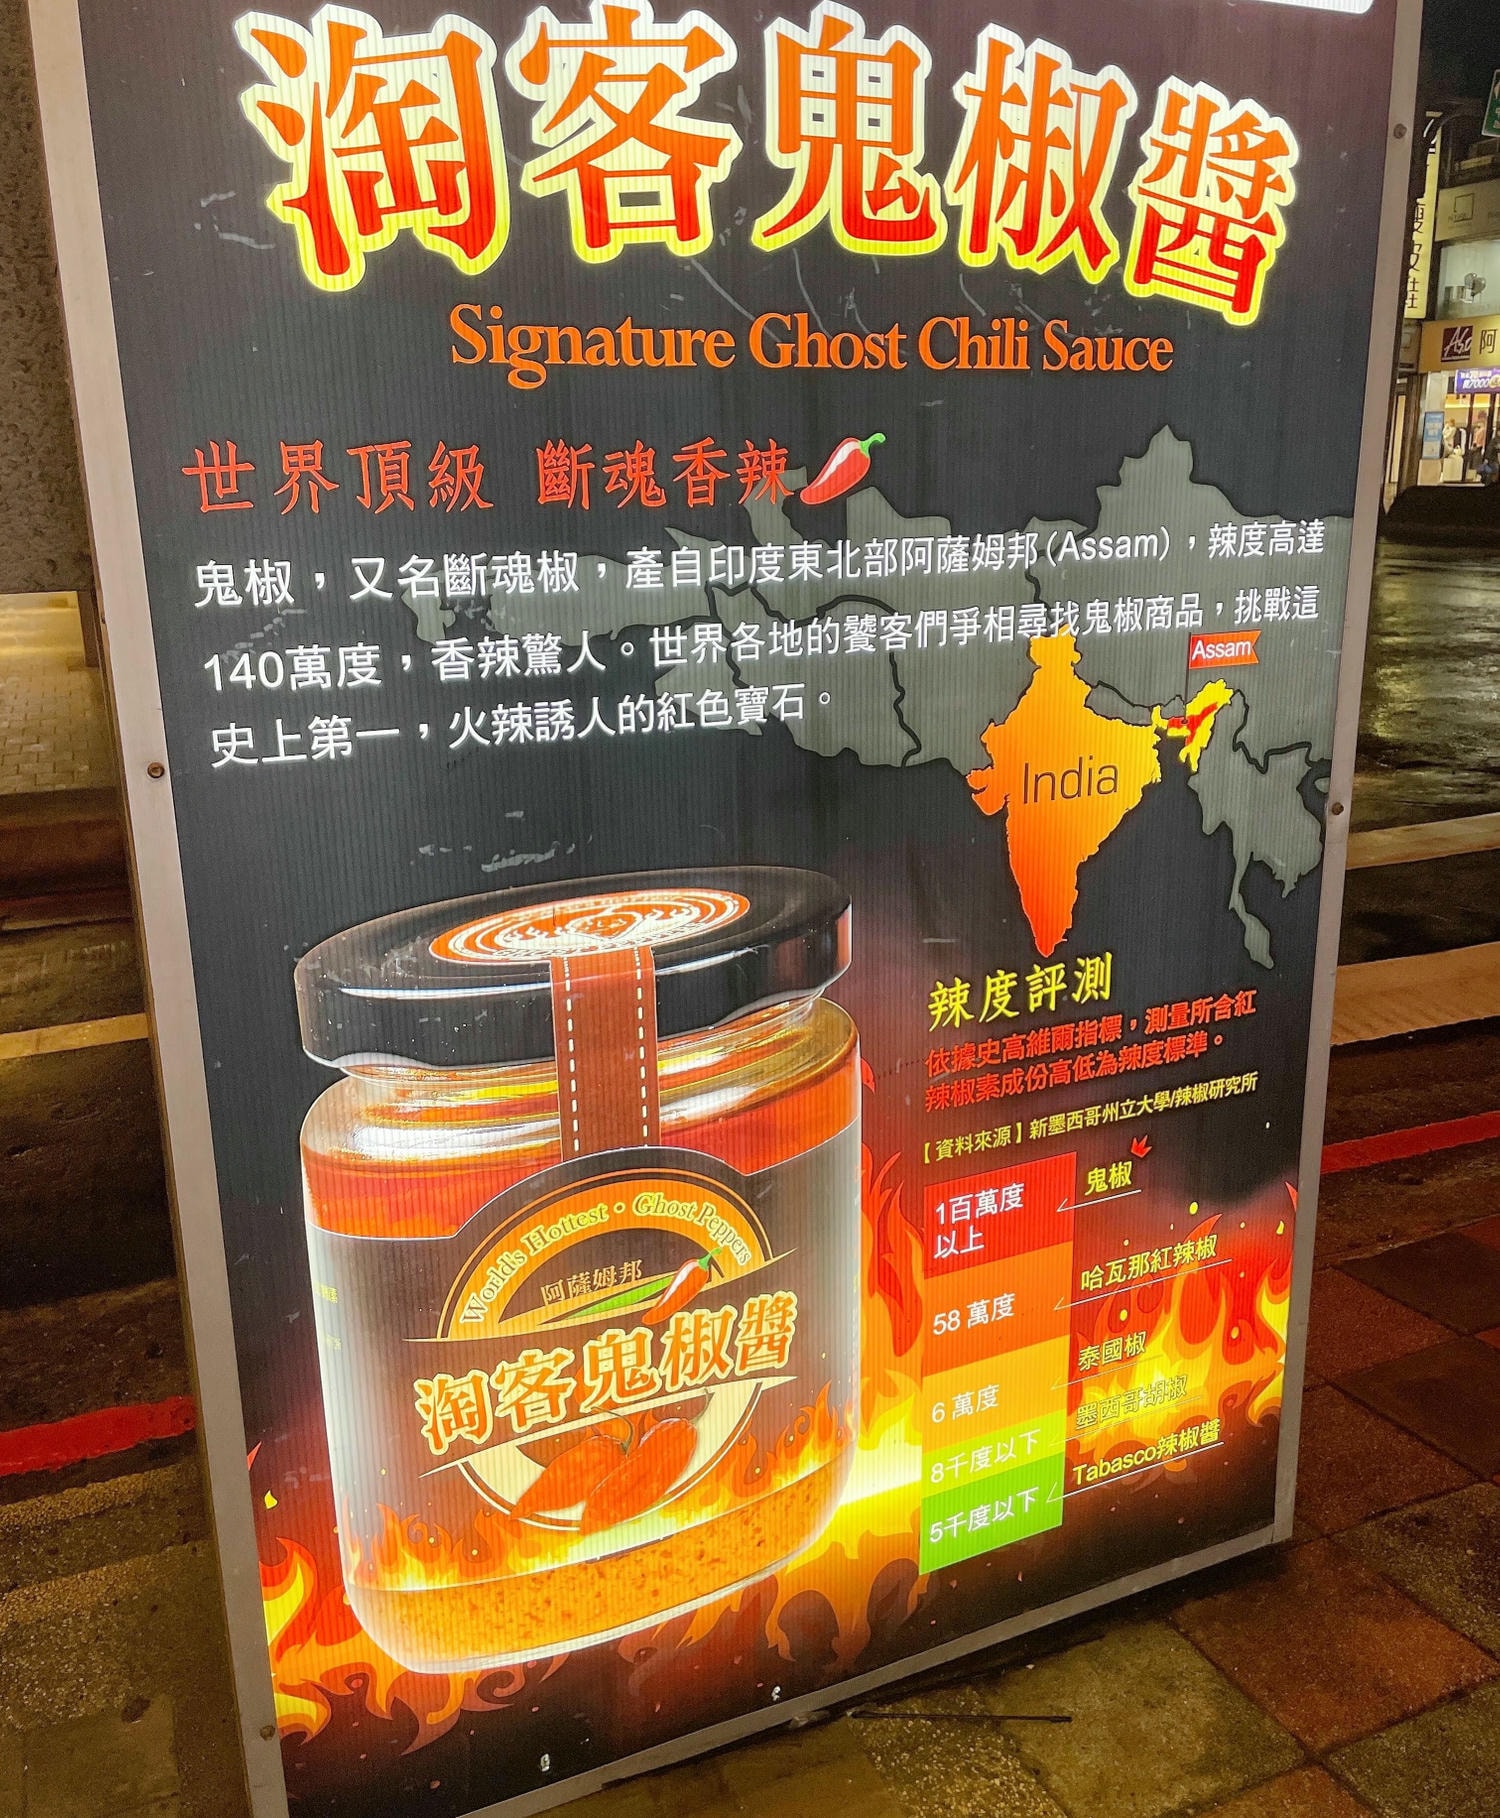 淘客鬼椒醬
Signature Ghost Chili Sauce
世界頂級 斷魂香辣
鬼椒，又名斷魂椒，產自印度東北部阿薩姆邦(Assam)，辣度高達
140萬度，香辣驚人。世界各地的饕客們爭相尋找鬼椒商品，挑戰這
史上第一，火辣誘人的紅色寶石。
Assam
India
辣度評測
依據史高維爾指標，測量所含紅
辣椒素成份高低為辣度標準。
【資料來源】新墨西哥州立大學/辣椒研究所
1百萬度
以上
鬼椒
58 萬度
哈瓦那紅辣椒
6 萬度
泰國椒
8千度以下
墨西哥胡椒
5千度以下
Tabasco辣椒醬
World's Hottest • Ghost Peppers
阿薩姆邦
淘客鬼椒醬
阿